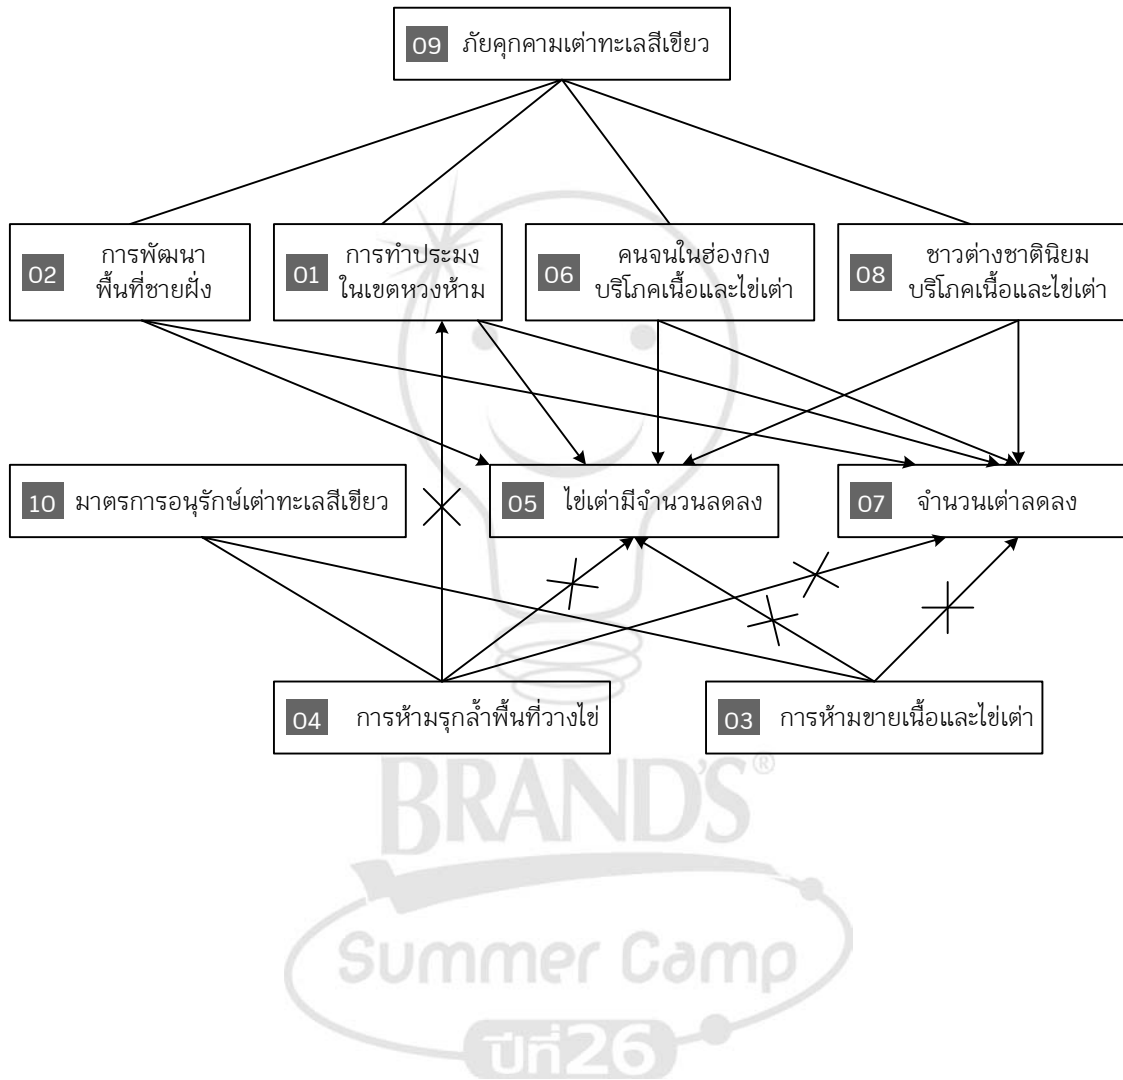 09 ภัยคุกคามเต่าทะเลสีเขียว
02 การพัฒนา
พื้นที่ชายฝั่ง
01 การทำประมง
ในเขตหวงห้าม
06 คนจนในฮ่องกง
บริโภคเนื้อและไข่เต่า
08 ชาวต่างชาตินิยม
บริโภคเนื้อและไข่เต่า
10 มาตรการอนุรักษ์เต่าทะเลสีเขียว
05 ไข่เต่ามีจำนวนลดลง
07 จำนวนเต่าลดลง
04 การห้ามรุกล้ำพื้นที่วางไข่
03 การห้ามขายเนื้อและไข่เต่า
BRAND'S®
Summer Camp
ปีที่ 26